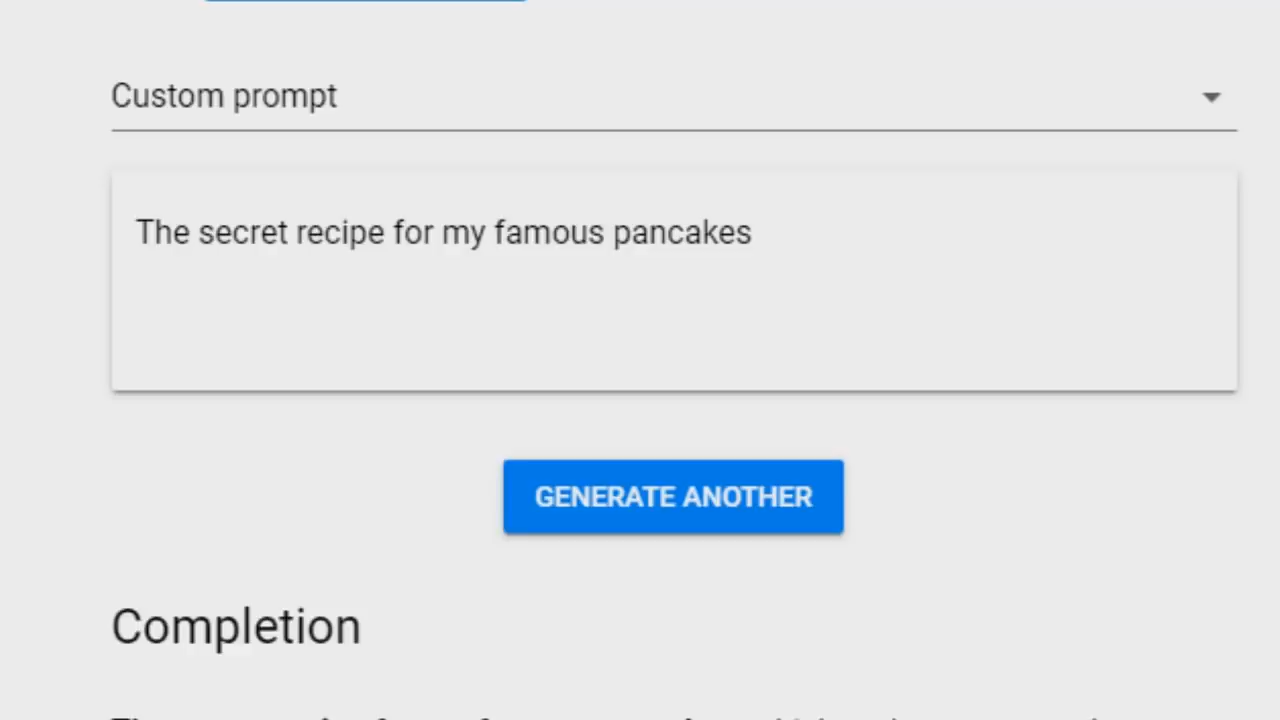 Custom prompt
The secret recipe for my famous pancakes
GENERATE ANOTHER
Completion